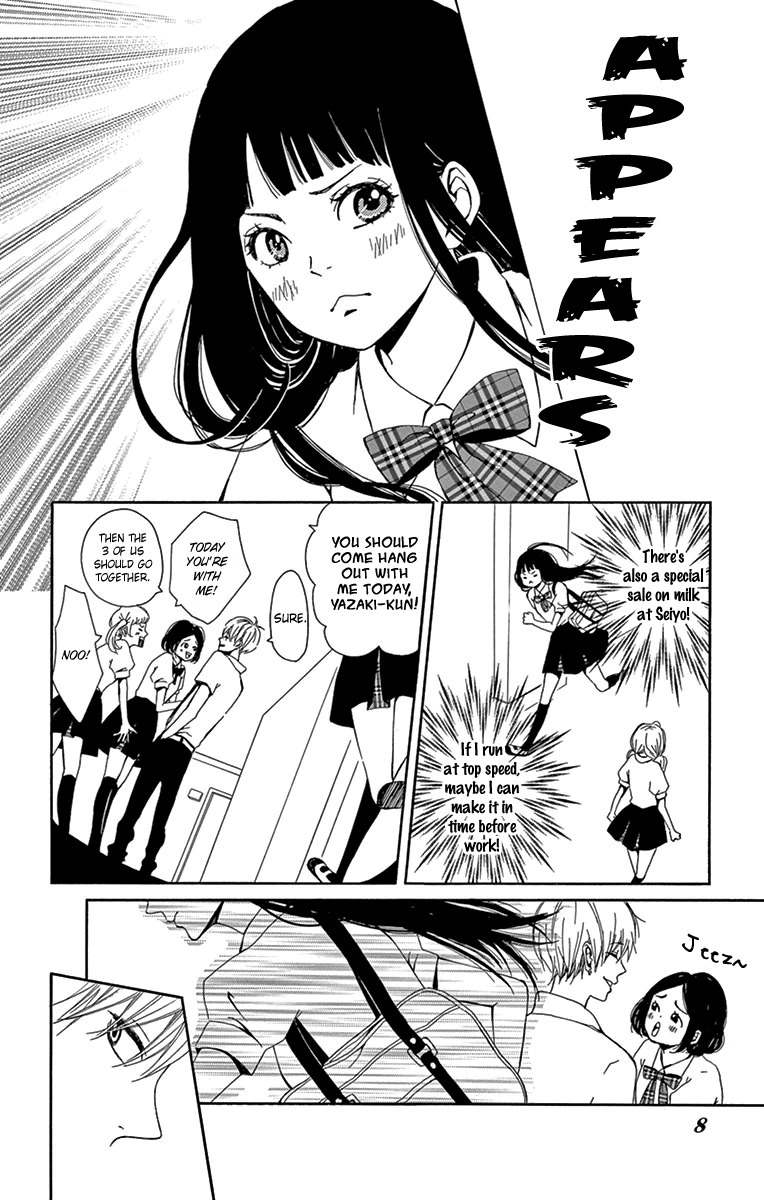 APPEARS
There's
also a special
sale on milk
at Seiyo!
If I run
at top speed,
maybe I can
make it in
time before
work!
YOU SHOULD
COME HANG
OUT WITH
ME TODAY,
YAZAKI-KUN!
SURE.
TODAY
YOU'RE
WITH
ME!
THEN THE
3 OF US
SHOULD GO
TOGETHER.
NOO!
Jeez~
8